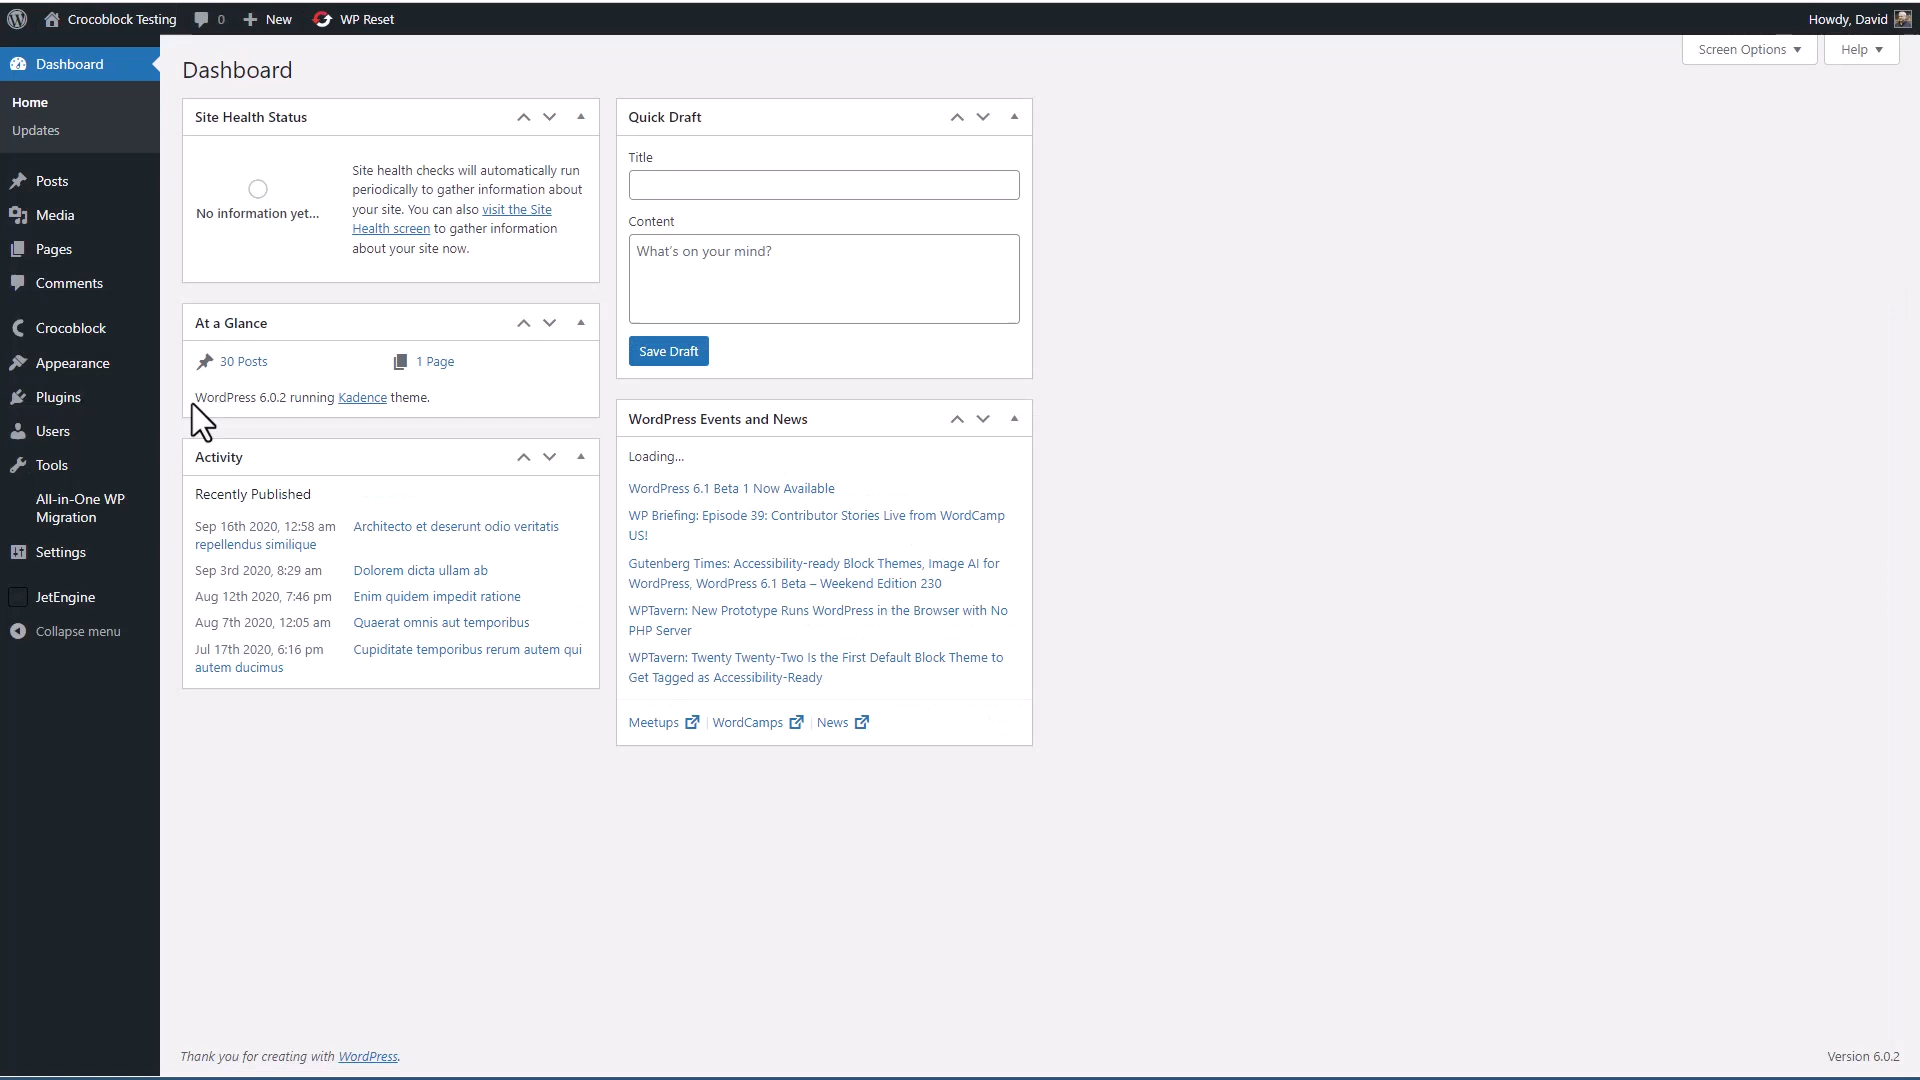 Crocoblock Testing
0
New
WP Reset
Howdy, David
Screen Options
Help
Dashboard
Home
Updates
Posts
Media
Pages
Comments
Crocoblock
Appearance
Plugins
Users
Tools
All-in-One WP
Migration
Settings
JetEngine
Collapse menu
Dashboard
Site Health Status
No information yet...
Site health checks will automatically run
periodically to gather information about
your site. You can also visit the Site
Health screen to gather information
about your site now.
At a Glance
30 Posts
1 Page
WordPress 6.0.2 running Kadence theme.
Activity
Recently Published
Sep 16th 2020, 12:58 am Architecto et deserunt odio veritatis
repellendus similique
Sep 3rd 2020, 8:29 am Dolorem dicta ullam ab
Aug 12th 2020, 7:46 pm Enim quidem impedit ratione
Aug 7th 2020, 12:05 am Quaerat omnis aut temporibus
Jul 17th 2020, 6:16 pm Cupiditate temporibus rerum autem qui
autem ducimus
Quick Draft
Title
Content
What's on your mind?
Save Draft
WordPress Events and News
Loading...
WordPress 6.1 Beta 1 Now Available
WP Briefing: Episode 39: Contributor Stories Live from WordCamp
US!
Gutenberg Times: Accessibility-ready Block Themes, Image AI for
WordPress, WordPress 6.1 Beta – Weekend Edition 230
WPTavern: New Prototype Runs WordPress in the Browser with No
PHP Server
WPTavern: Twenty Twenty-Two Is the First Default Block Theme to
Get Tagged as Accessibility-Ready
Meetups | WordCamps | News
Thank you for creating with WordPress.
Version 6.0.2